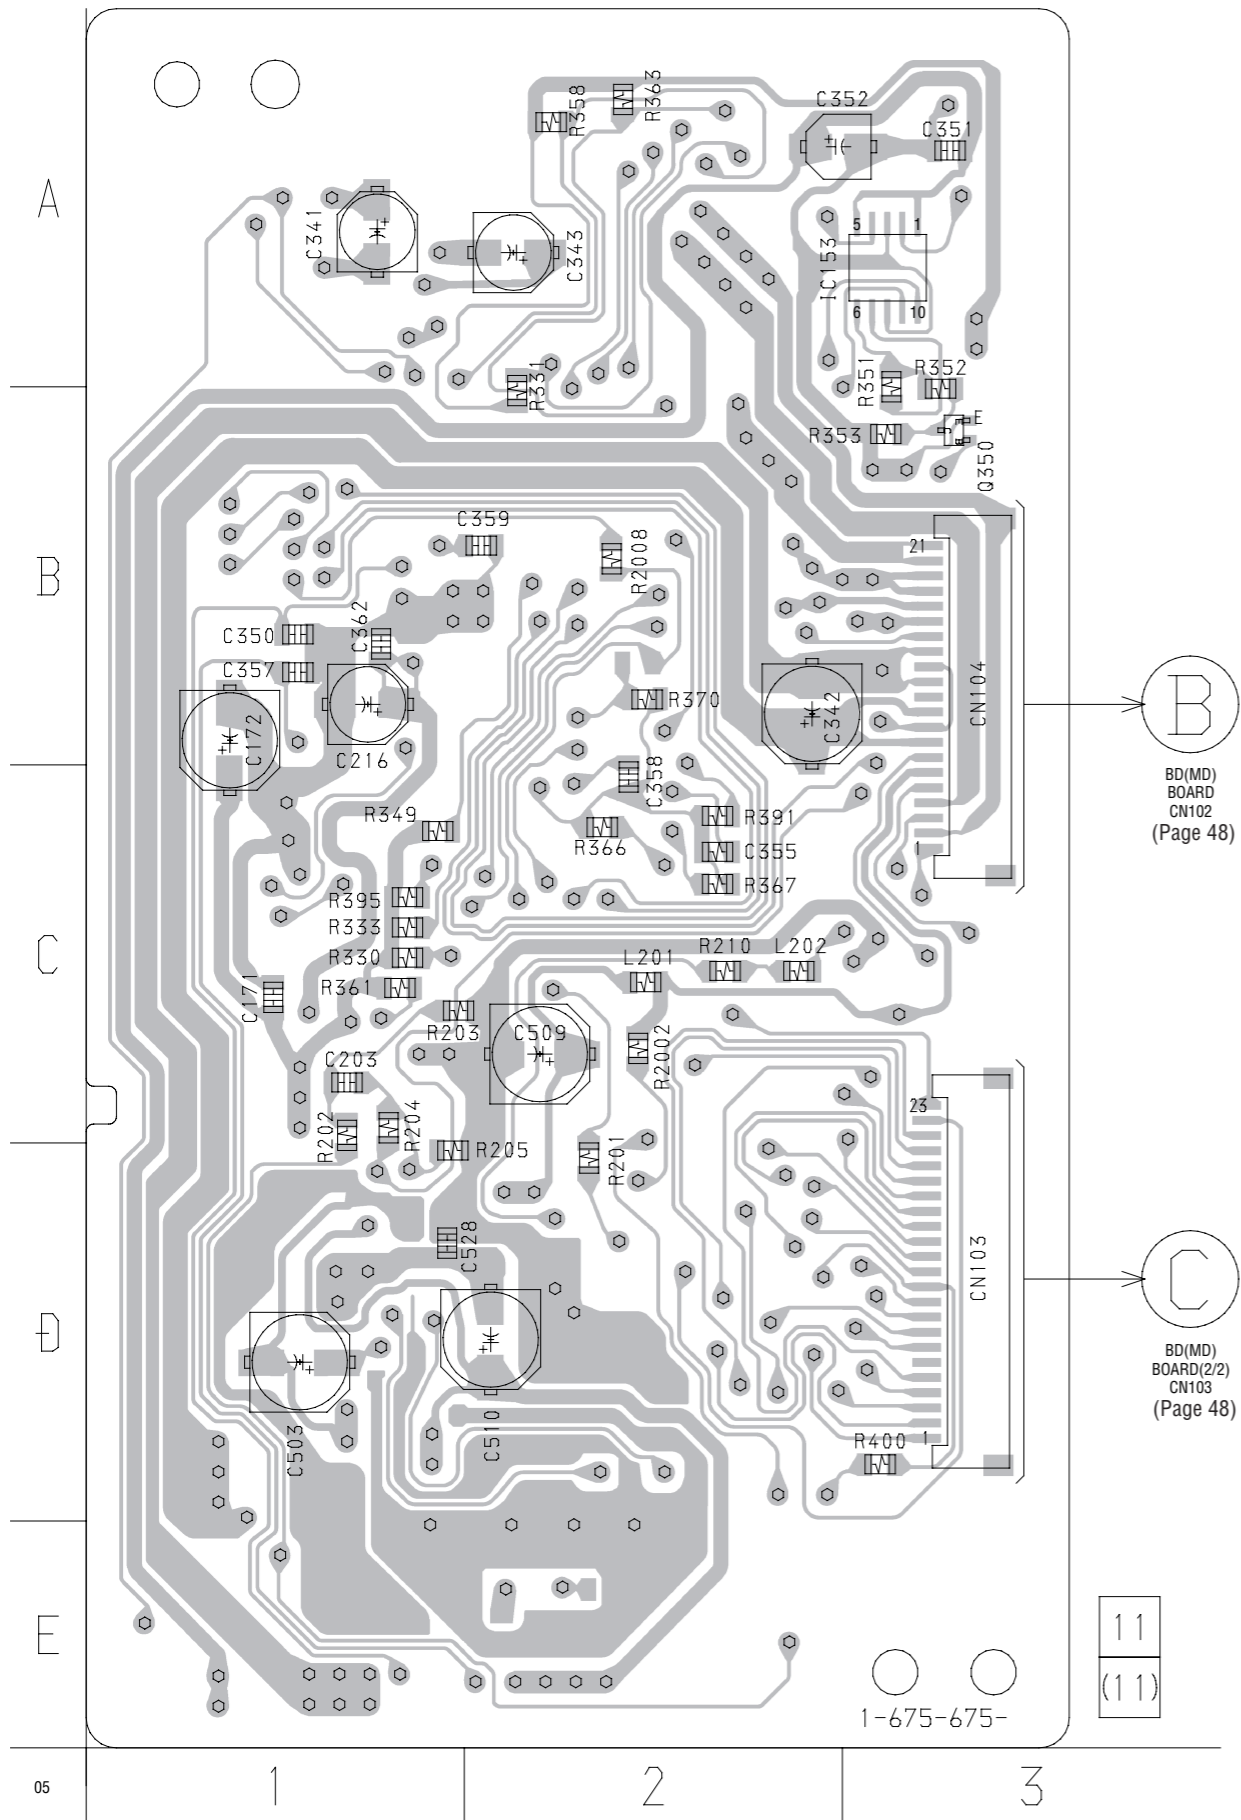 R358
R363
C352
C351
A
C341
C343
5
1
IC153
6
10
R331
R351
R352
R353
E
Q350
C359
R2008
21
B
C350
C362
C357
R370
C342
CN104
B
C172
C216
C358
BD(MD)
BOARD
CN102
(Page 48)
R349
R366
R391
C355
1
R367
R395
R333
C
R330
L201
R210
L202
C171
R361
R203
C509
R2002
C203
23
R202
R204
R205
R201
C528
CN103
C
D
BD(MD)
BOARD(2/2)
CN103
(Page 48)
C503
C510
R400
1
E
11
(11)
1-675-675-
05
1
2
3